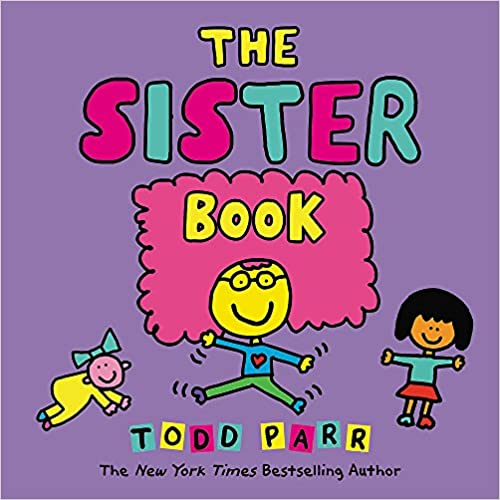 THE
SISTER
BOOK
TODD PARR
The New York Times Bestselling Author